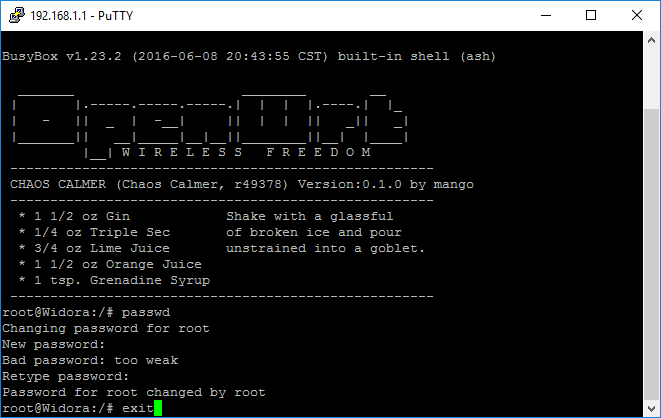 192.168.1.1 - PuTTY
BusyBox v1.23.2 (2016-06-08 20:43:55 CST) built-in shell (ash)
OpenWrt
W I R E L E S S   F R E E D O M
-----------------------------------------------------
CHAOS CALMER (Chaos Calmer, r49378) Version:0.1.0 by mango
-----------------------------------------------------
* 1 1/2 oz Gin            Shake with a glassful
* 1/4 oz Triple Sec       of broken ice and pour
* 3/4 oz Lime Juice       unstrained into a goblet.
* 1 1/2 oz Orange Juice
* 1 tsp. Grenadine Syrup
-----------------------------------------------------
root@Widora:/# passwd
Changing password for root
New password:
Bad password: too weak
Retype password:
Password for root changed by root
root@Widora:/# exit